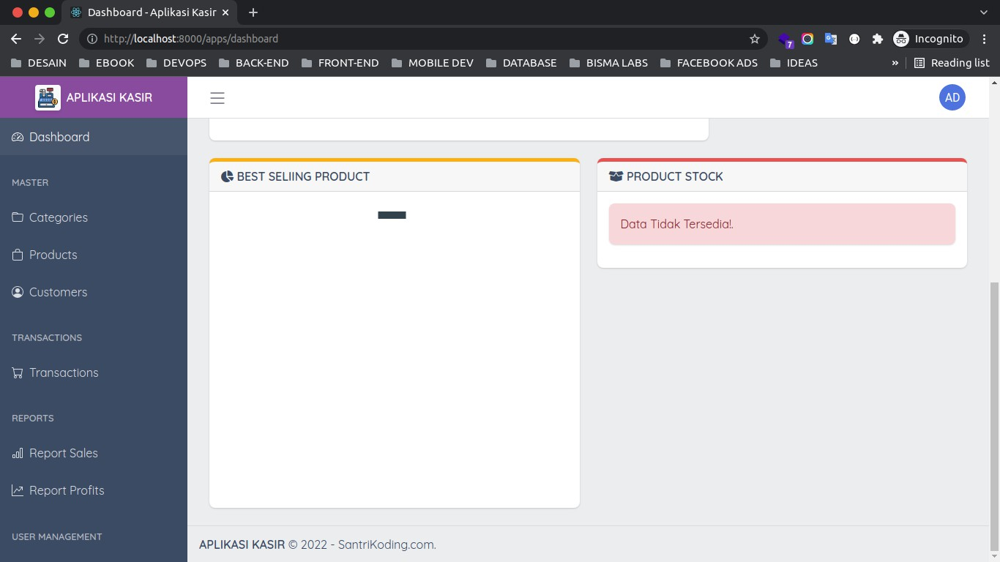 Dashboard - Aplikasi Kasir
http://localhost:8000/apps/dashboard
7
Incognito
DESAIN
EBOOK
DEVOPS
BACK-END
FRONT-END
MOBILE DEV
DATABASE
BISMA LABS
FACEBOOK ADS
IDEAS
»
Reading list
APLIKASI KASIR
AD
Dashboard
MASTER
Categories
Products
Customers
TRANSACTIONS
Transactions
REPORTS
Report Sales
Report Profits
USER MANAGEMENT
BEST SELIING PRODUCT
PRODUCT STOCK
Data Tidak Tersedia!.
APLIKASI KASIR © 2022 - SantriKoding.com.